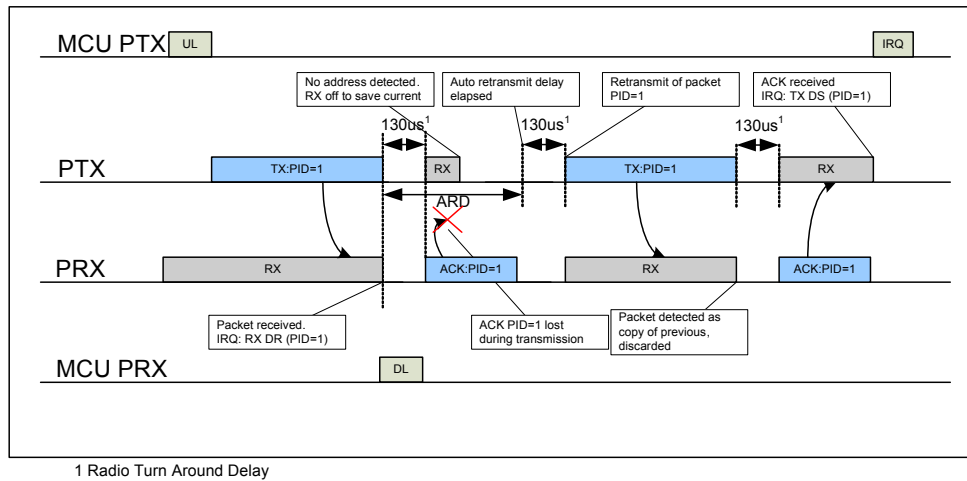 MCU PTX
UL
IRQ
No address detected.
RX off to save current
Auto retransmit delay
elapsed
Retransmit of packet
PID=1
ACK received
IRQ: TX DS (PID=1)
130us1
130us1
130us1
PTX
TX:PID=1
RX
TX:PID=1
RX
ARD
PRX
RX
ACK:PID=1
RX
ACK:PID=1
Packet received.
IRQ: RX DR (PID=1)
ACK PID=1 lost
during transmission
Packet detected as
copy of previous,
discarded
MCU PRX
DL
1 Radio Turn Around Delay